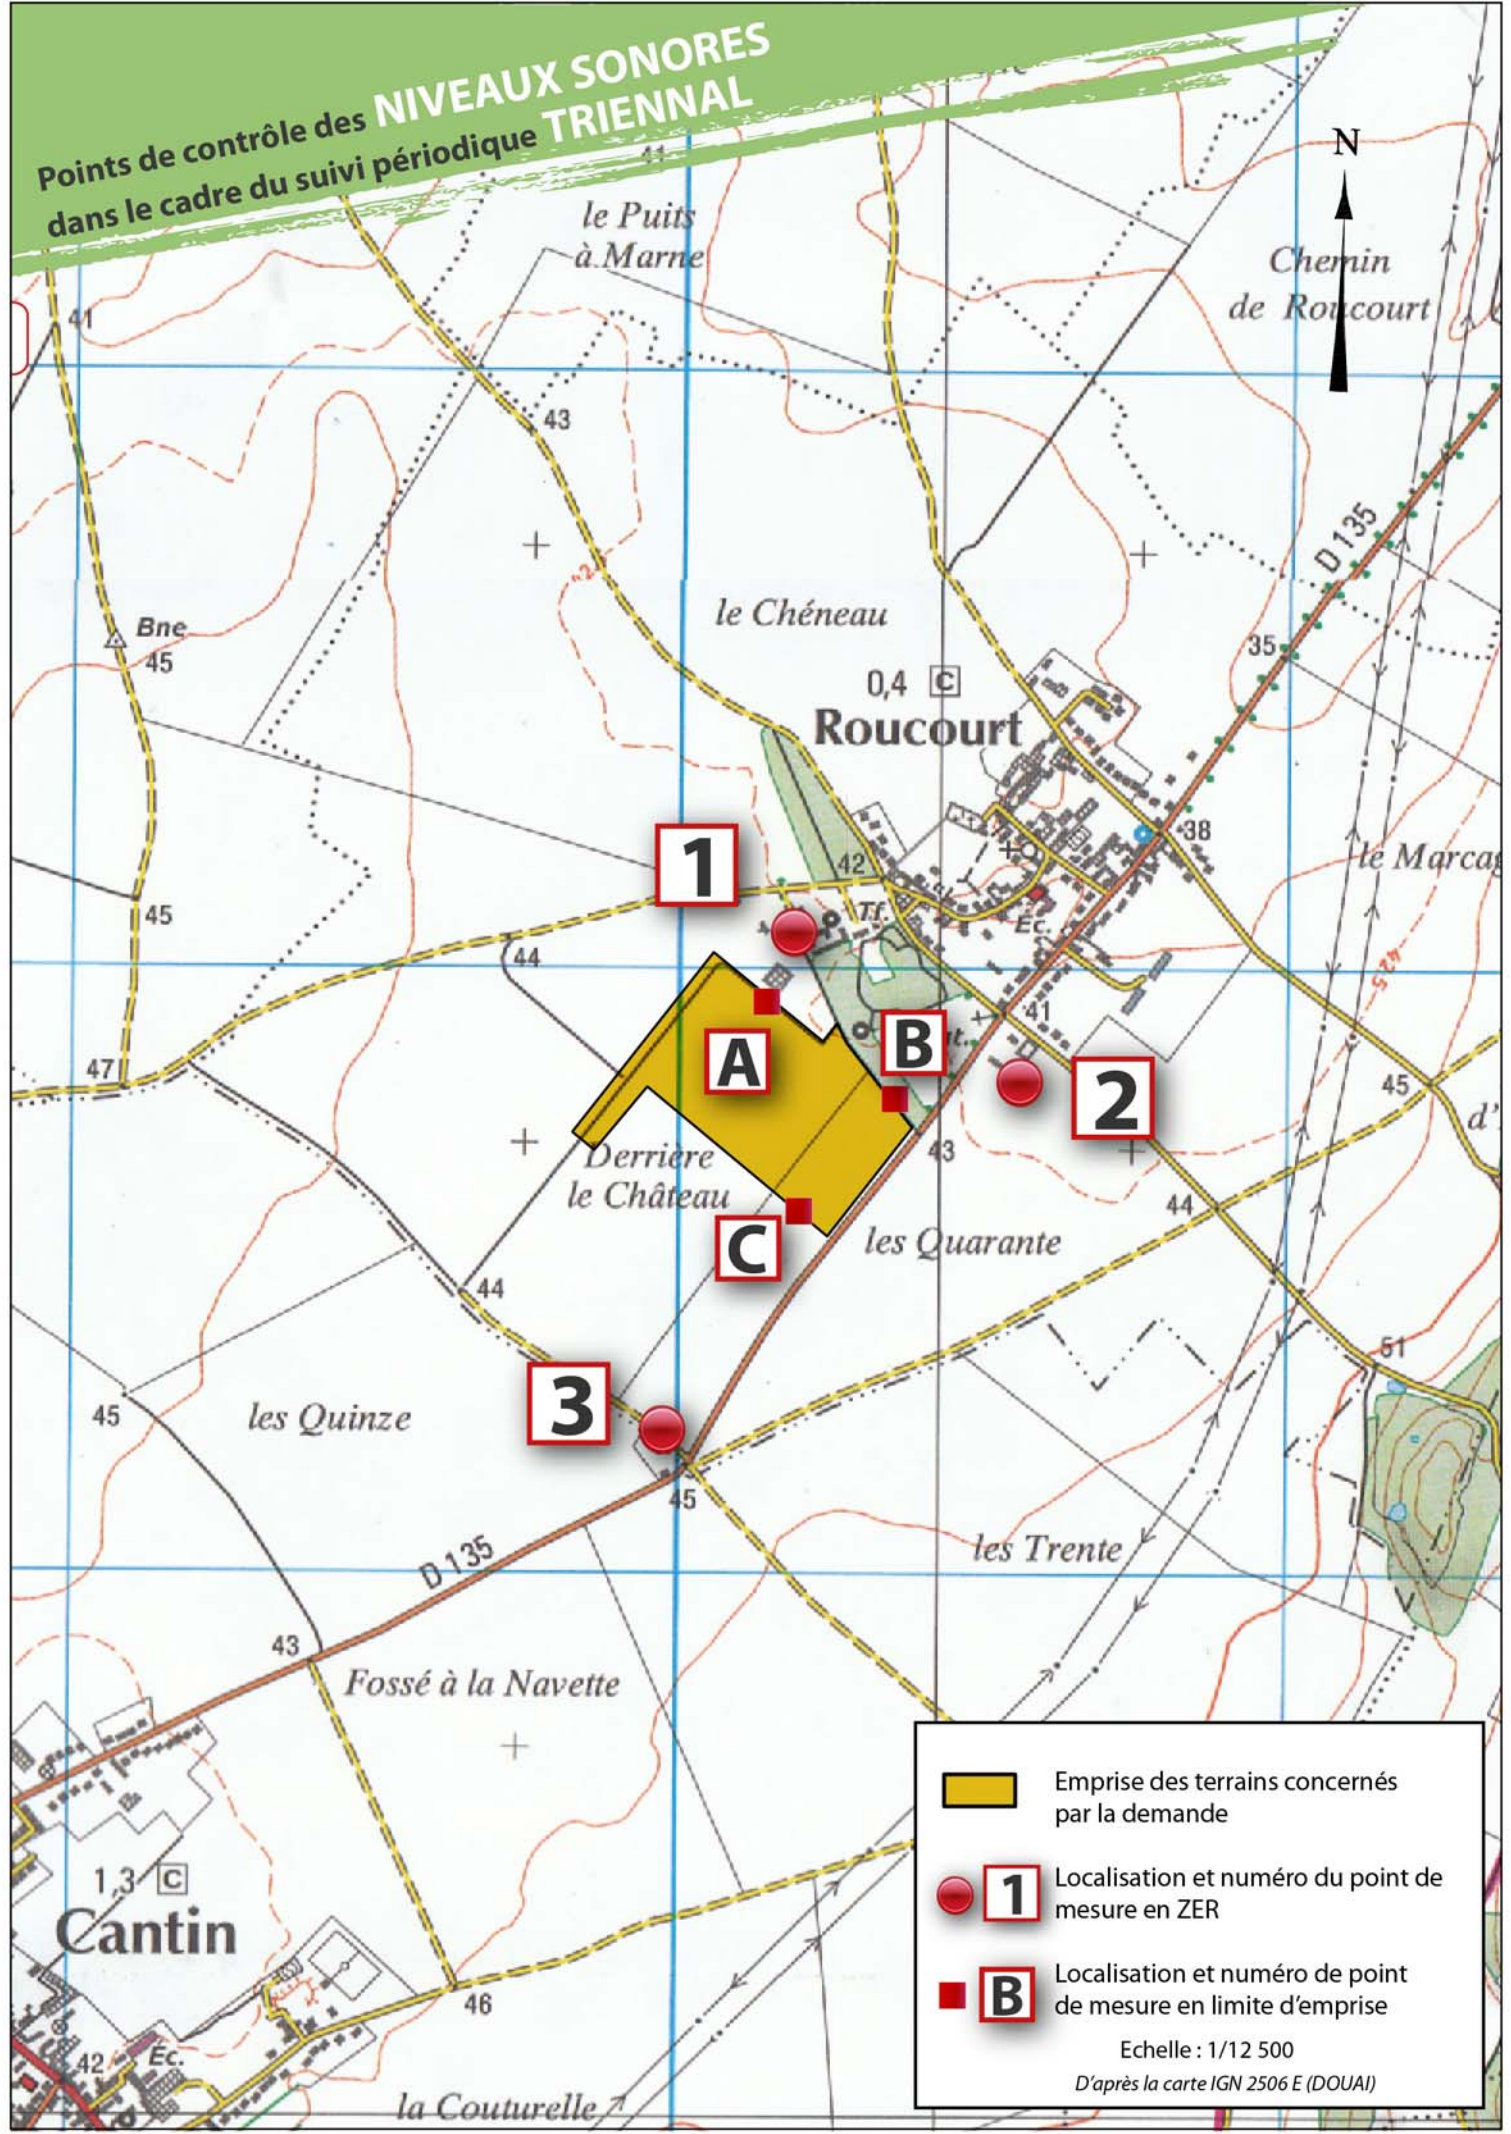 Points de contrôle des NIVEAUX SONORES
dans le cadre du suivi périodique TRIENNAL
N
le Puits
à Marne
Chemin
de Roucourt
41
43
D 135
Bne
45
le Chéneau
35
0,4 C
Roucourt
38
le Marca
1
42
Tf.
Éc.
45
44
425
41
A
B
47
2
45
d'
43
Derrière
le Château
44
C
les Quarante
44
51
3
45
les Quinze
45
D 135
les Trente
43
Fossé à la Navette
1,3 C
Cantin
46
42
Éc.
la Couturelle
Emprise des terrains concernés
par la demande
1
Localisation et numéro du point de
mesure en ZER
B
Localisation et numéro de point
de mesure en limite d'emprise
Echelle : 1/12 500
D'après la carte IGN 2506 E (DOUAI)